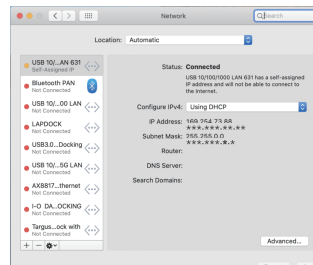 Network
Search
Location: Automatic
USB 10/...AN 631
Self-Assigned IP
Bluetooth PAN
Not Connected
USB 10/...00 LAN
Not Connected
LAPDOCK
Not Connected
USB3.0...Docking
Not Connected
USB 10/...5G LAN
Not Connected
AX8817...thernet
Not Connected
I-O DA...OCKING
Not Connected
Targus...ock with
Not Connected
Status: Connected
USB 10/100/1000 LAN 631 has a self-assigned
IP address and will not be able to connect to
the Internet.
Configure IPv4: Using DHCP
IP Address: 169.254.73.88
***.***.**.**
Subnet Mask: 255.255.0.0
***.***.*.*
Router:
DNS Server:
Search Domains:
Advanced...